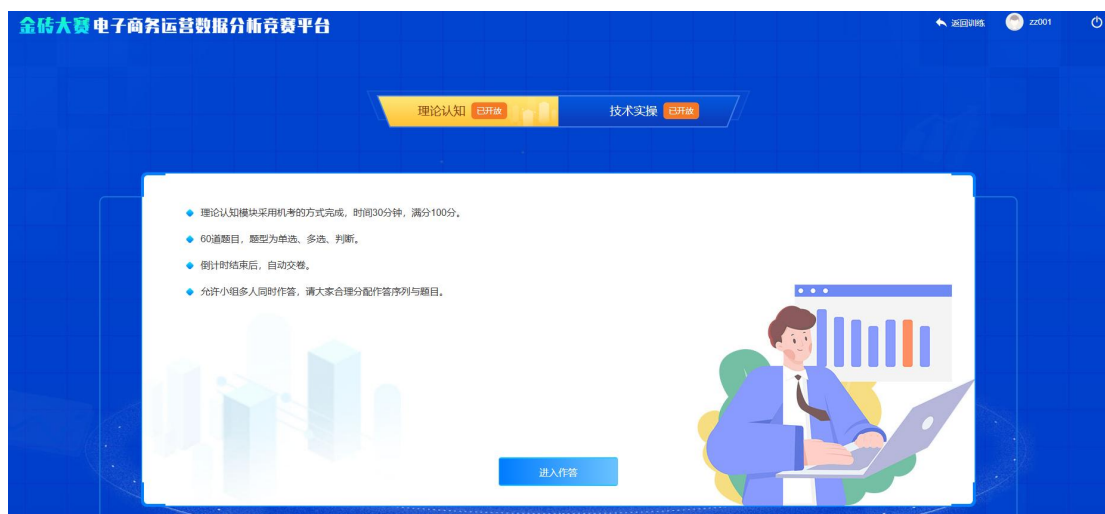 金砖大赛电子商务运营数据分析竞赛平台
返回训练 zz001
理论认知 已开放 技术实操 已开放
理论认知模块采用机考的方式完成，时间30分钟，满分100分。
60道题目，题型为单选、多选、判断。
倒计时结束后，自动交卷。
允许小组多人同时作答，请大家合理分配作答序列与题目。
进入作答